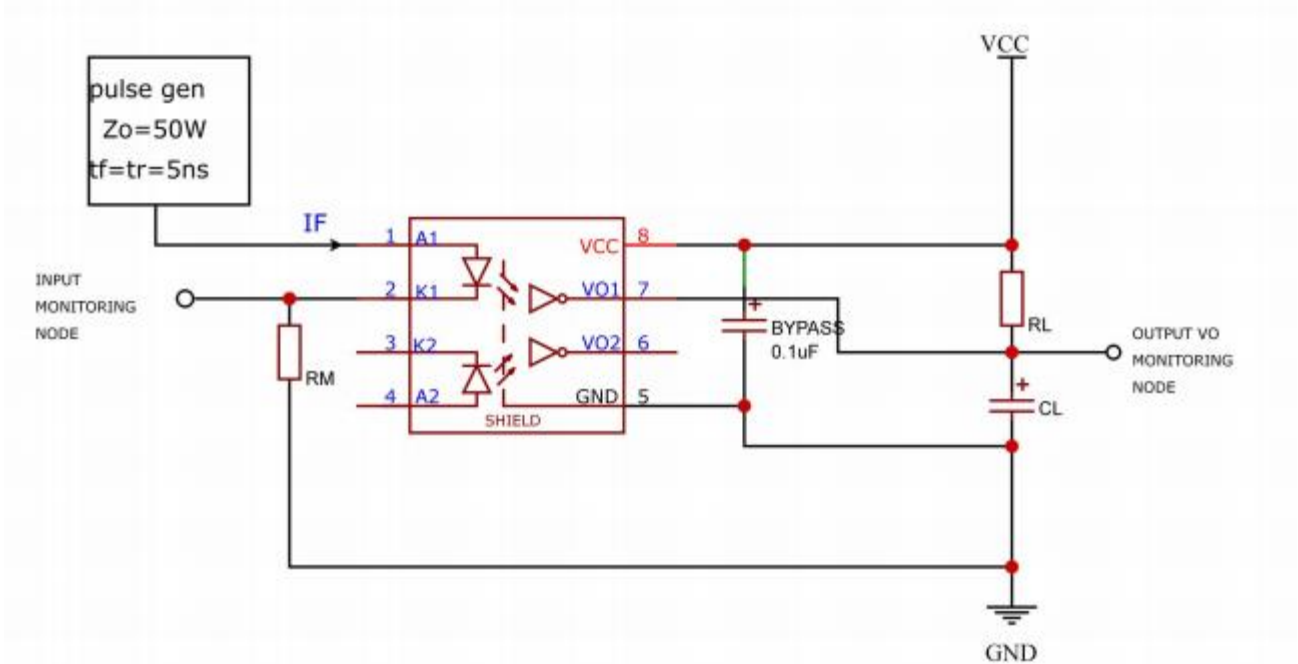 VCC
pulse gen
Zo=50W
tf=tr=5ns
IF
1 A1
VCC 8
INPUT
MONITORING
NODE
2 K1
VO1 7
BYPASS
0.1uF
RL
OUTPUT VO
MONITORING
NODE
3 K2
VO2 6
RM
4 A2
GND 5
SHIELD
CL
GND